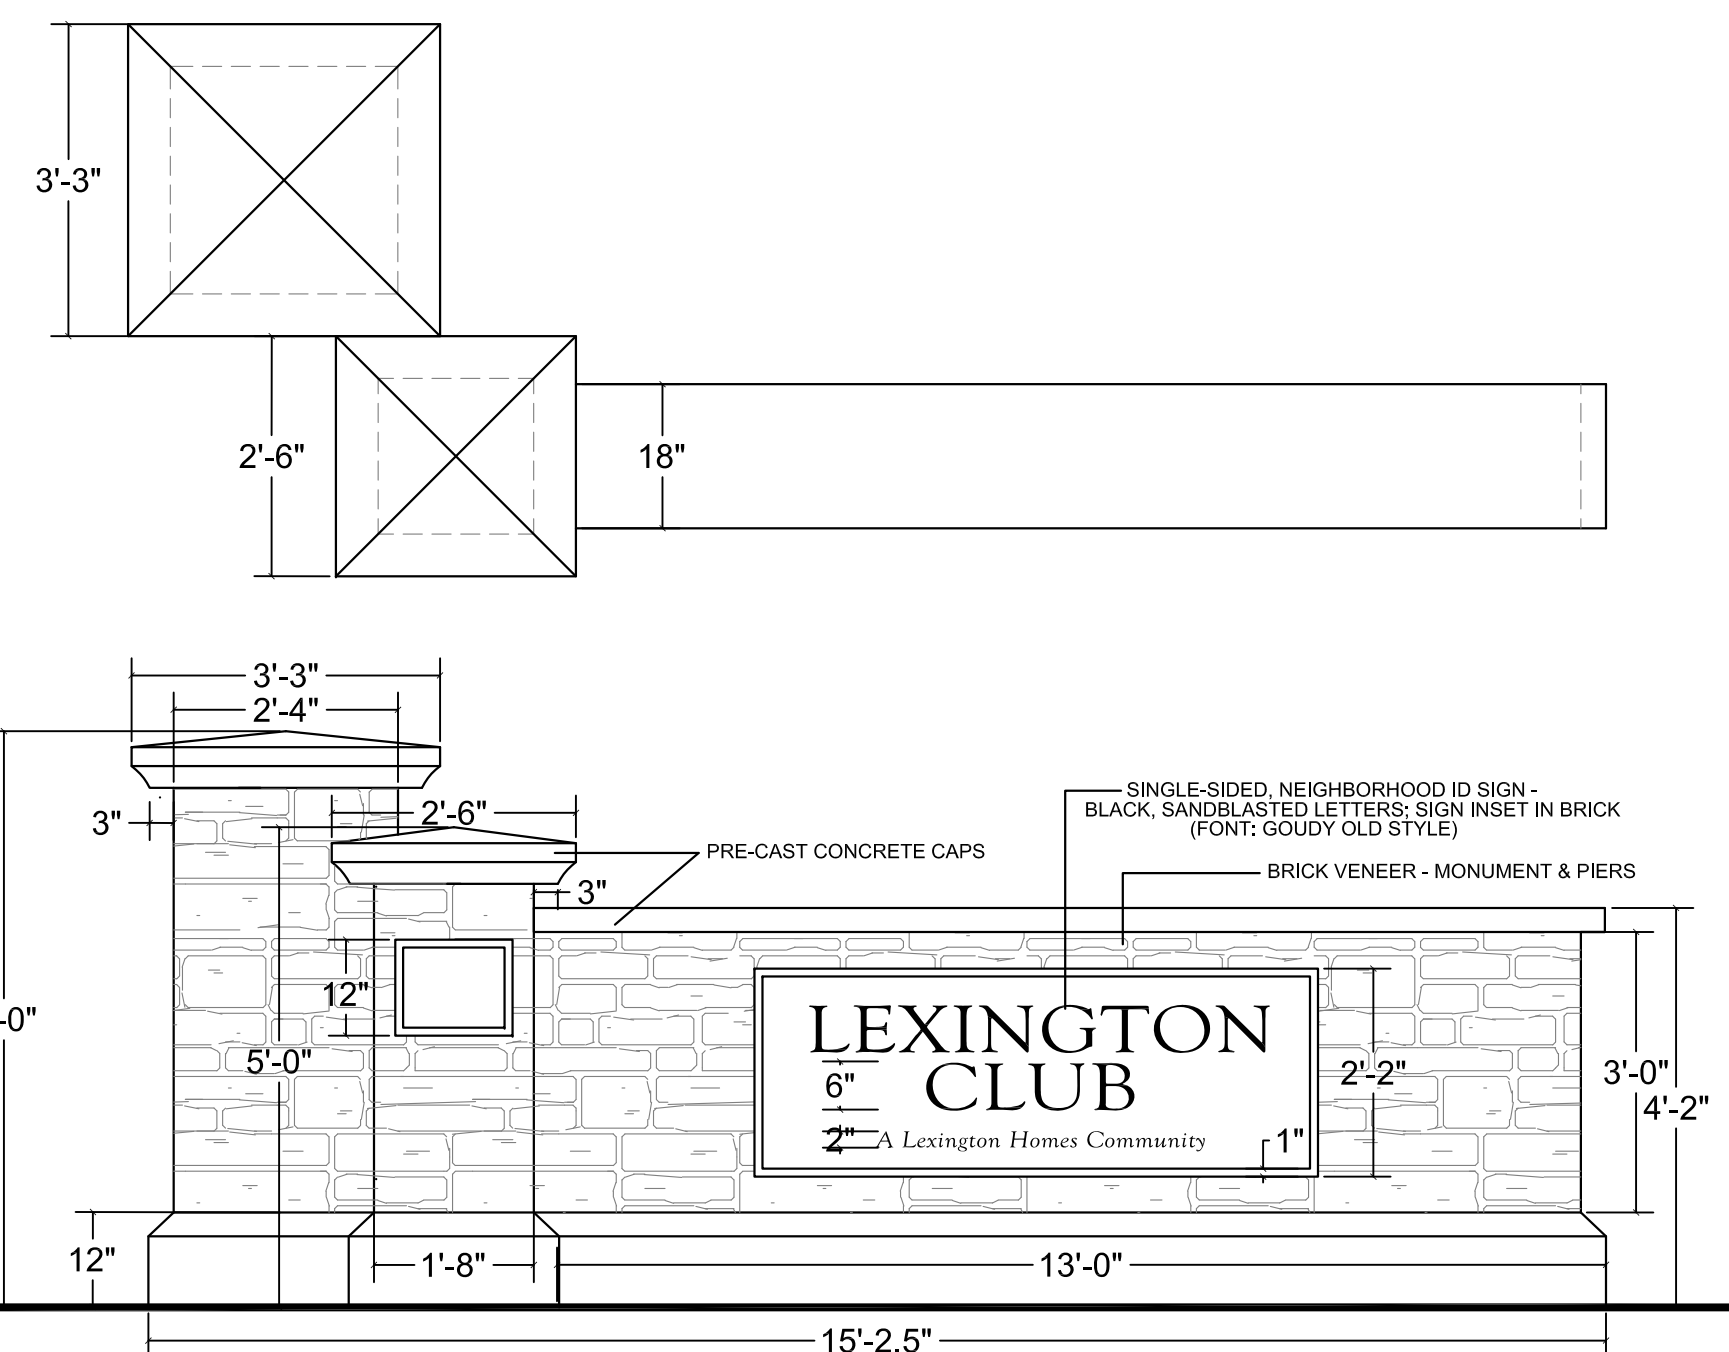 3'-3"
2'-6"
18"
3'-3"
2'-4"
3"
2'-6"
SINGLE-SIDED, NEIGHBORHOOD ID SIGN -
BLACK, SANDBLASTED LETTERS; SIGN INSET IN BRICK
(FONT: GOUDY OLD STYLE)
PRE-CAST CONCRETE CAPS
BRICK VENEER - MONUMENT & PIERS
3"
12"
-0"
5'-0"
LEXINGTON
CLUB
A Lexington Homes Community
6"
2"
1"
2'-2"
3'-0"
4'-2"
12"
1'-8"
13'-0"
15'-2.5"